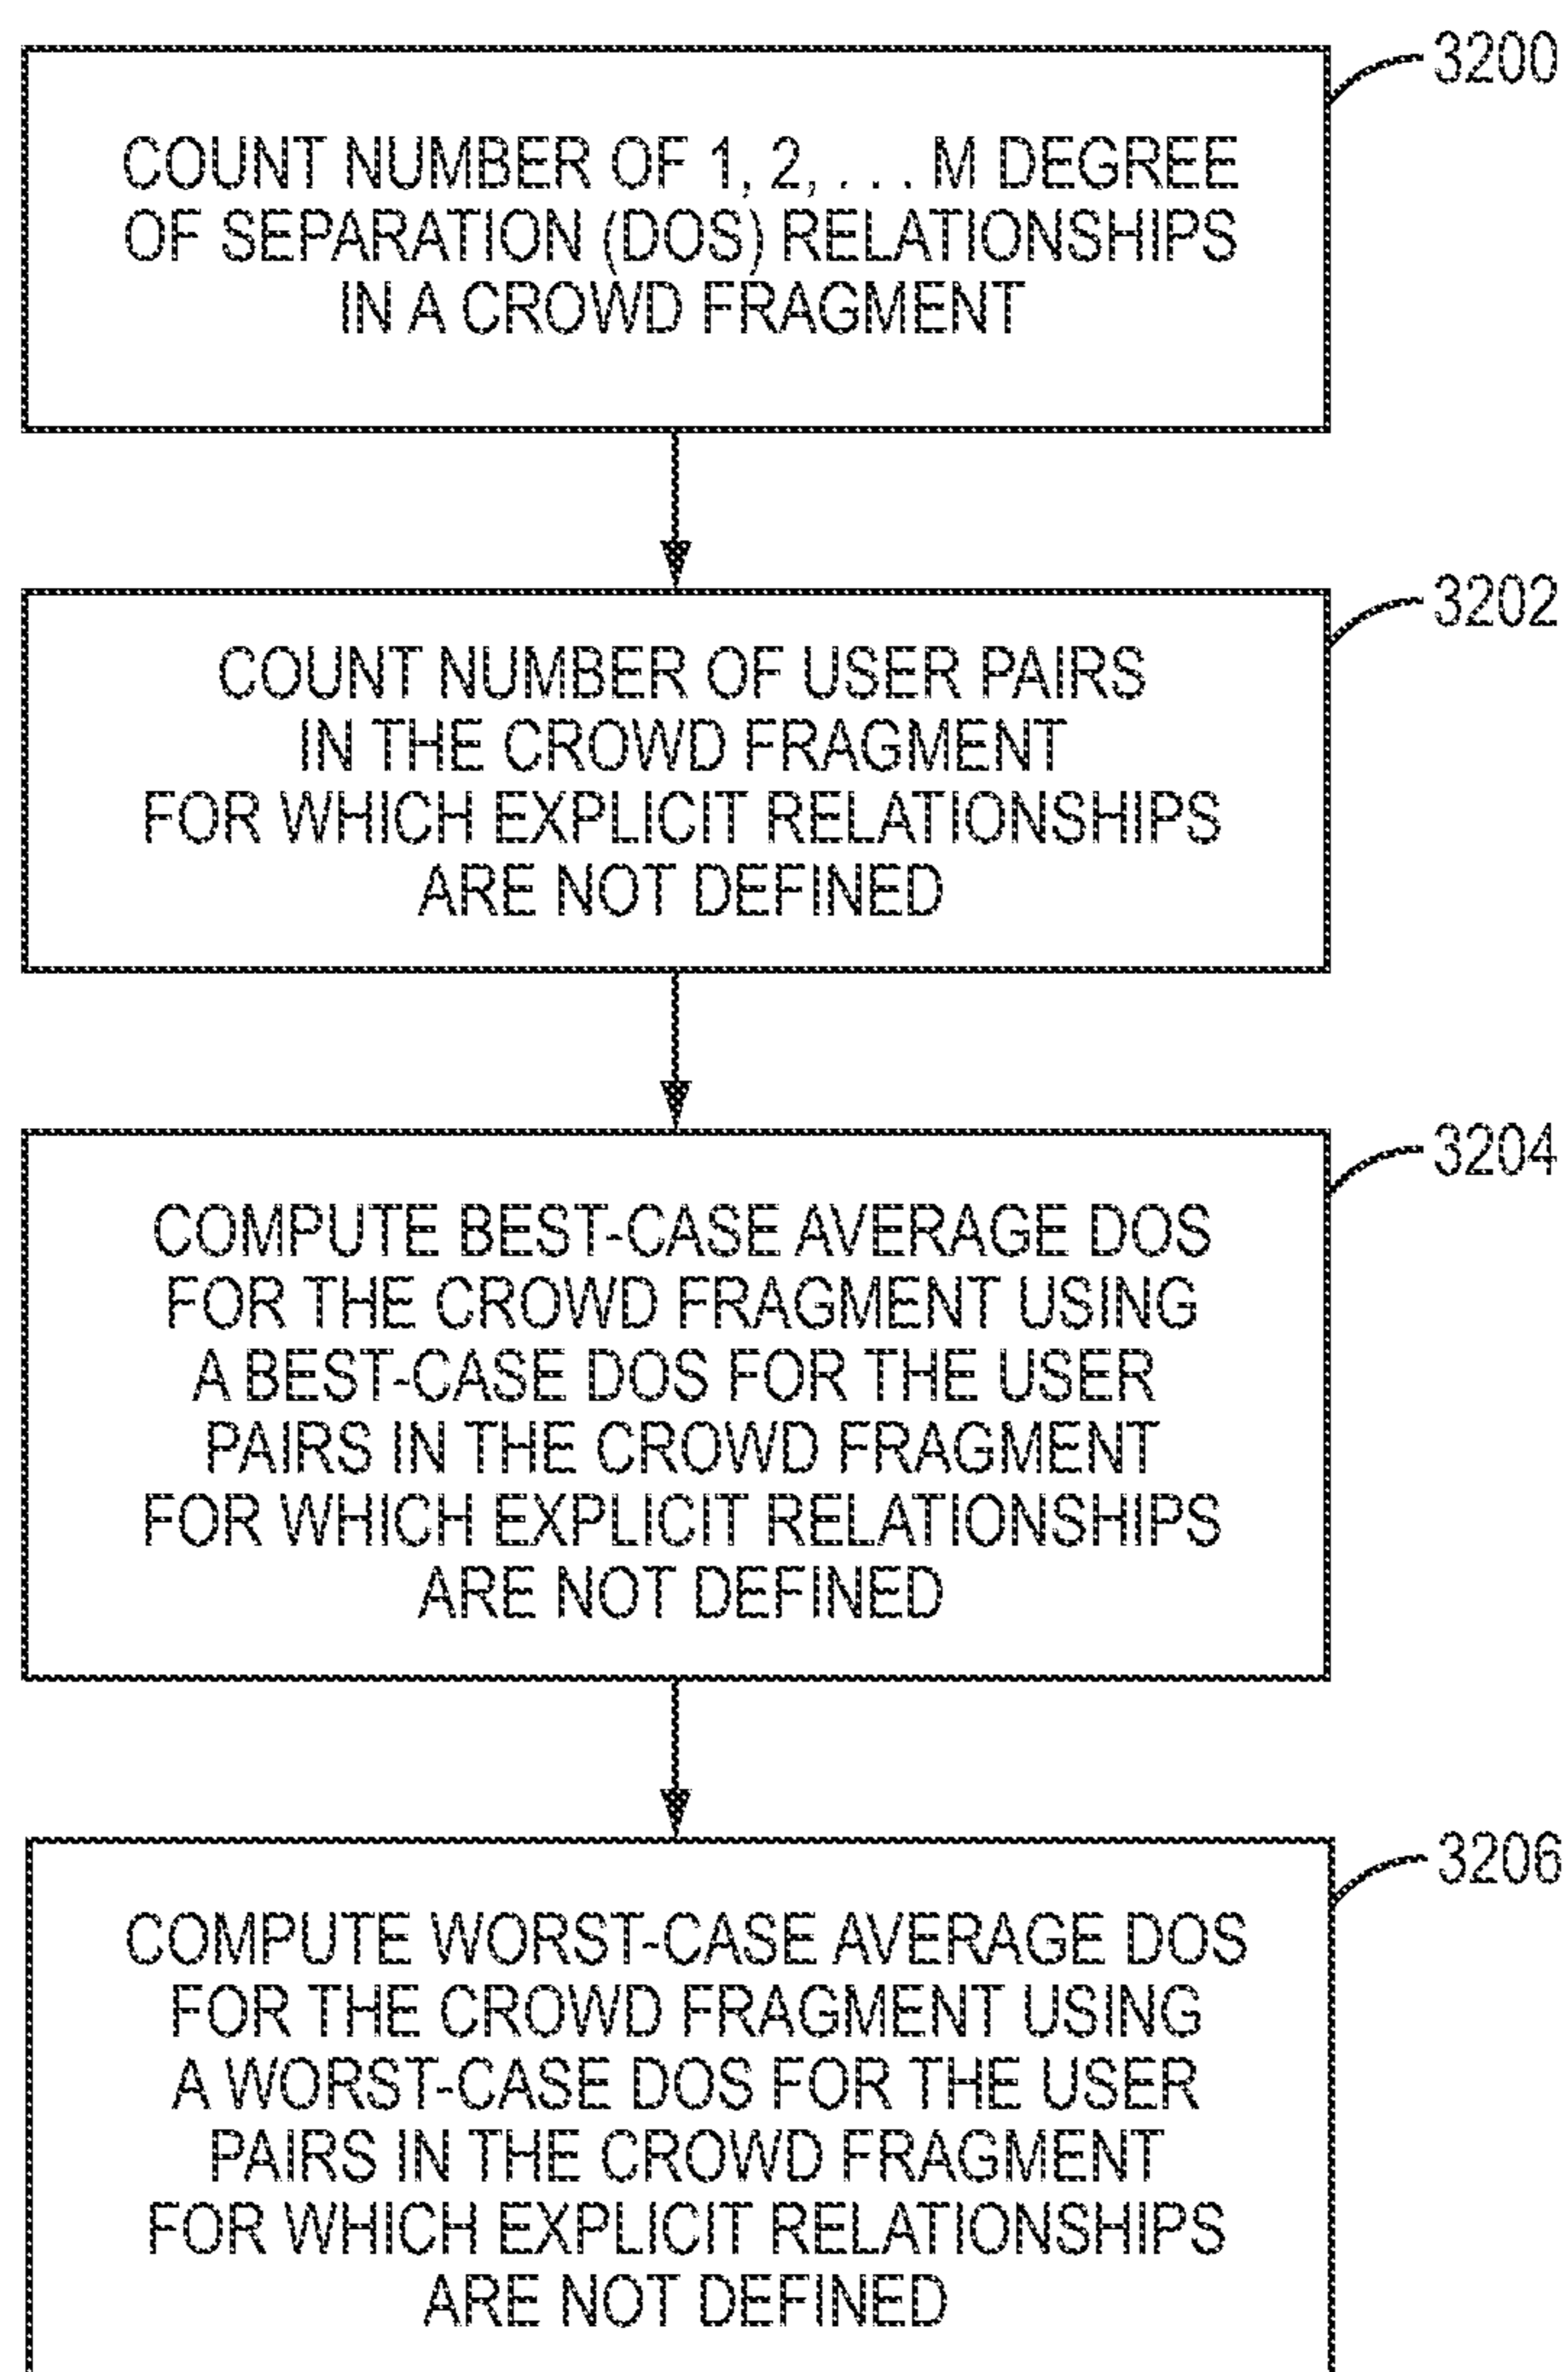 3200
COUNT NUMBER OF 1, 2, . . . M DEGREE
OF SEPARATION (DOS) RELATIONSHIPS
IN A CROWD FRAGMENT
3202
COUNT NUMBER OF USER PAIRS
IN THE CROWD FRAGMENT
FOR WHICH EXPLICIT RELATIONSHIPS
ARE NOT DEFINED
3204
COMPUTE BEST-CASE AVERAGE DOS
FOR THE CROWD FRAGMENT USING
A BEST-CASE DOS FOR THE USER
PAIRS IN THE CROWD FRAGMENT
FOR WHICH EXPLICIT RELATIONSHIPS
ARE NOT DEFINED
3206
COMPUTE WORST-CASE AVERAGE DOS
FOR THE CROWD FRAGMENT USING
A WORST-CASE DOS FOR THE USER
PAIRS IN THE CROWD FRAGMENT
FOR WHICH EXPLICIT RELATIONSHIPS
ARE NOT DEFINED